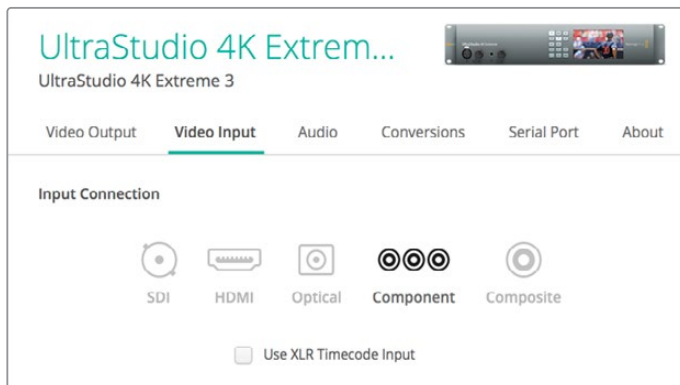 UltraStudio 4K Extrem...
UltraStudio 4K Extreme 3
Video Output Video Input Audio Conversions Serial Port About
Input Connection
SDI HDMI Optical Component Composite
Use XLR Timecode Input